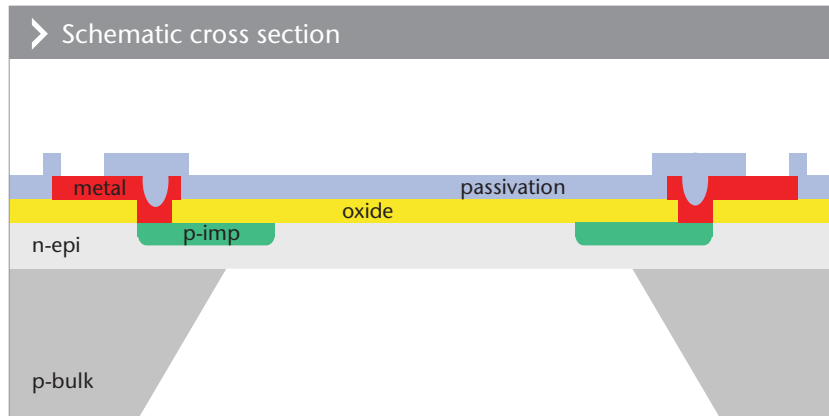 Schematic cross section
metal
passivation
oxide
p-imp
n-epi
p-bulk